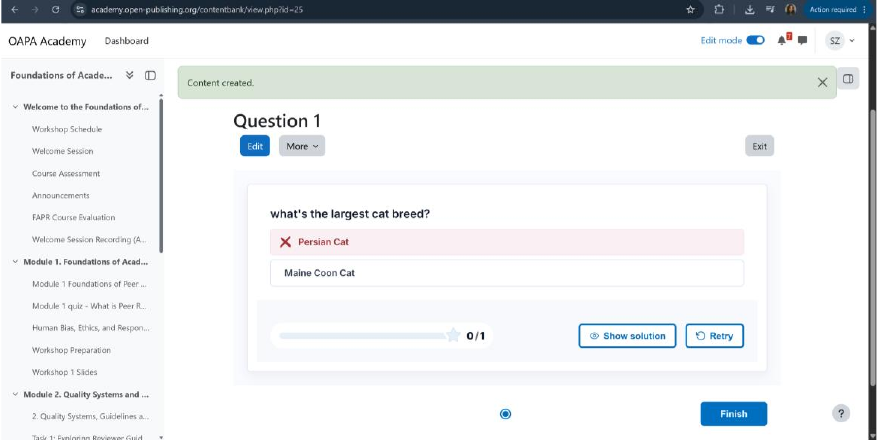 academy.open-publishing.org/contentbank/view.php?id=25
Action required
OAPA Academy
Dashboard
Edit mode
7
SZ
Foundations of Acade...
Welcome to the Foundations of...
Workshop Schedule
Welcome Session
Course Assessment
Announcements
FAPR Course Evaluation
Welcome Session Recording (A...
Module 1. Foundations of Acad...
Module 1 Foundations of Peer ...
Module 1 quiz - What is Peer R...
Human Bias, Ethics, and Respon...
Workshop Preparation
Workshop 1 Slides
Module 2. Quality Systems and ...
2. Quality Systems, Guidelines a...
Task 1: Exploring Reviewer Guid
Content created.
Question 1
Edit
More
Exit
what's the largest cat breed?
Persian Cat
Maine Coon Cat
0/1
Show solution
Retry
Finish
?